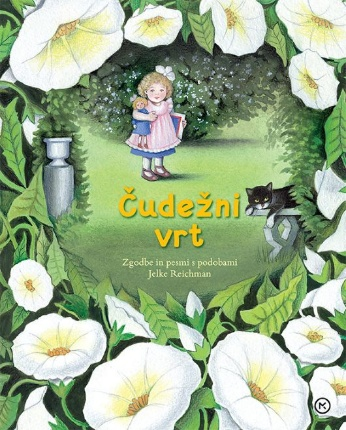 Čudežni
vrt
Zgodbe in pesmi s podobami
Jelke Reichman